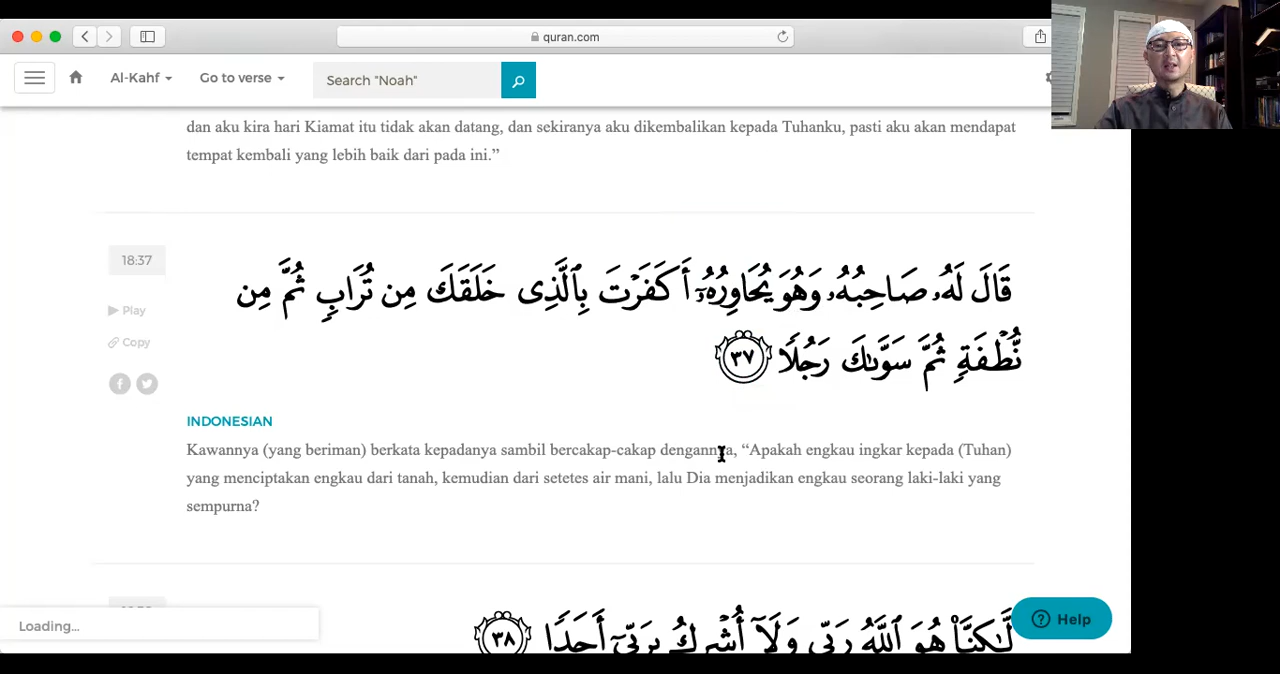 quran.com
Al-Kahf
Go to verse
Search "Noah"
dan aku kira hari Kiamat itu tidak akan datang, dan sekiranya aku dikembalikan kepada Tuhanku, pasti aku akan mendapat
tempat kembali yang lebih baik dari pada ini.”
18:37
قَالَ لَهُۥ صَاحِبُهُۥ وَهُوَ يُحَاوِرُهُۥٓ أَكَفَرْتَ بِٱلَّذِى خَلَقَكَ مِن تُرَابٍ ثُمَّ مِن
نُّطْفَةٍ ثُمَّ سَوَّىٰكَ رَجُلًا ٣٧
Play
Copy
INDONESIAN
Kawannya (yang beriman) berkata kepadanya sambil bercakap-cakap dengannya, “Apakah engkau ingkar kepada (Tuhan)
yang menciptakan engkau dari tanah, kemudian dari setetes air mani, lalu Dia menjadikan engkau seorang laki-laki yang
sempurna?
لَّٰكِنَّا۠ هُوَ ٱللَّهُ رَبِّى وَلَآ أُشْرِكُ بِرَبِّىٓ أَحَدًا ٣٨
Loading...
Help